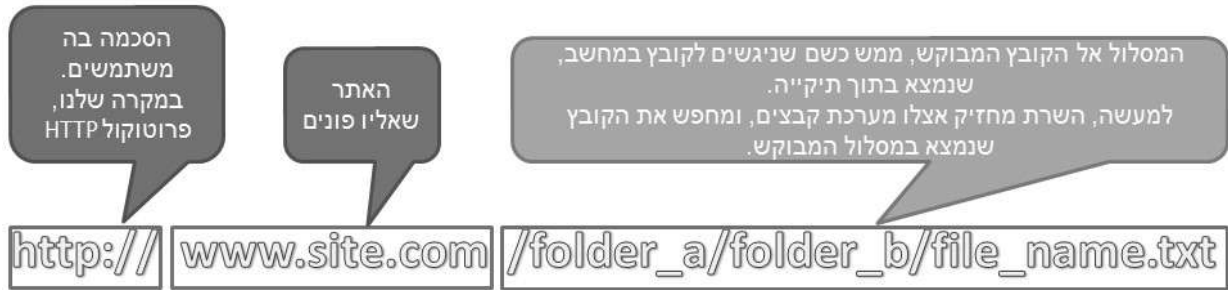 הסכמה בה
משתמשים.
במקרה שלנו,
פרוטוקול HTTP
האתר
שאליו פונים
המסלול אל הקובץ המבוקש, ממש כשם שניגשים לקובץ במחשב,
שנמצא בתוך תיקייה.
למעשה, השרת מחזיק אצלו מערכת קבצים, ומחפש את הקובץ
שנמצא במסלול המבוקש.
http:// www.site.com /folder_a/folder_b/file_name.txt